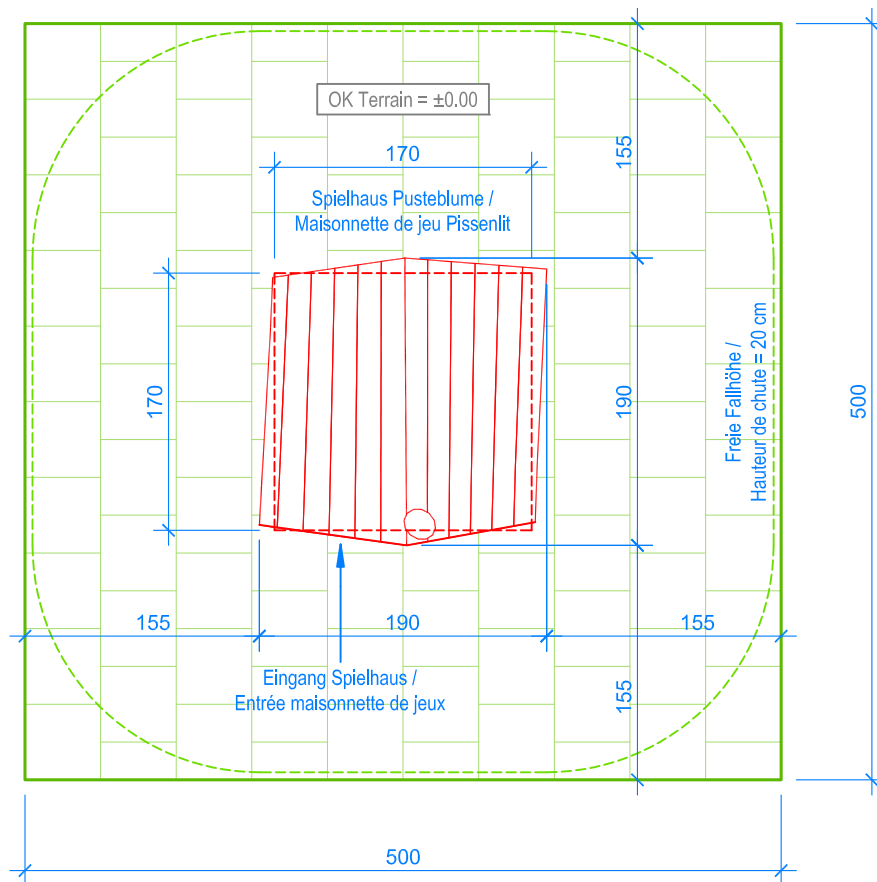 OK Terrain = ±0.00
155
170
Spielhaus Pusteblume /
Maisonnette de jeu Pissenlit
170
190
Freie Fallhöhe /
Hauteur de chute = 20 cm
500
155
190
155
Eingang Spielhaus /
Entrée maisonnette de jeux
155
500